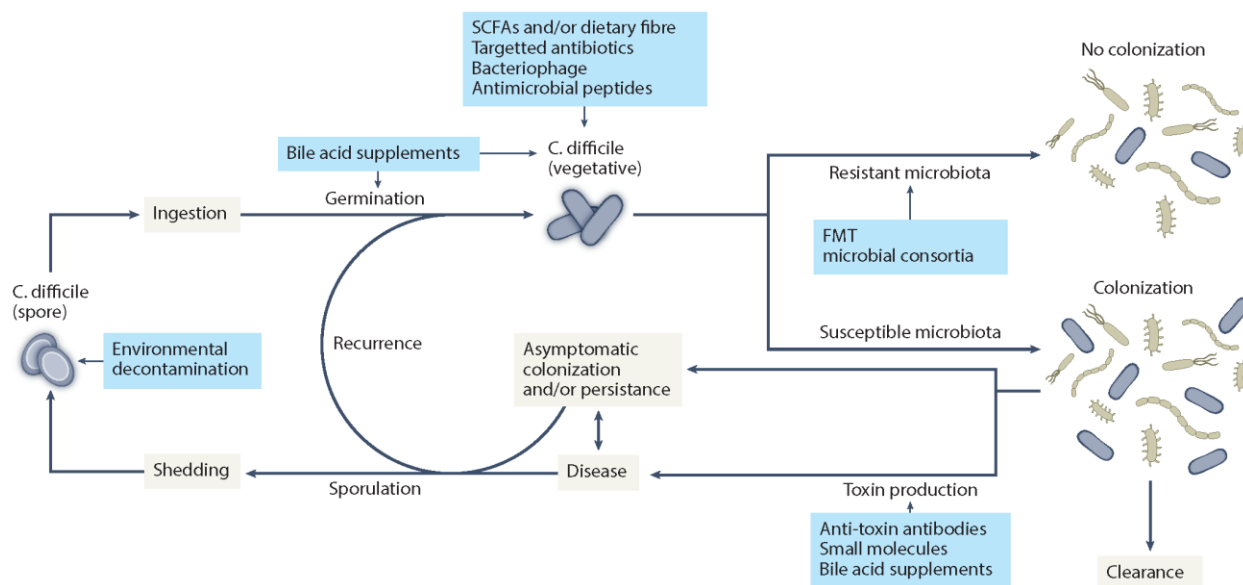 SCFAs and/or dietary fibre
Targetted antibiotics
Bacteriophage
Antimicrobial peptides
No colonization
Bile acid supplements
C. difficile
(vegetative)
Germination
Ingestion
Resistant microbiota
FMT
microbial consortia
C. difficile
(spore)
Environmental
decontamination
Recurrence
Asymptomatic
colonization
and/or persistance
Susceptible microbiota
Colonization
Shedding
Sporulation
Disease
Toxin production
Anti-toxin antibodies
Small molecules
Bile acid supplements
Clearance